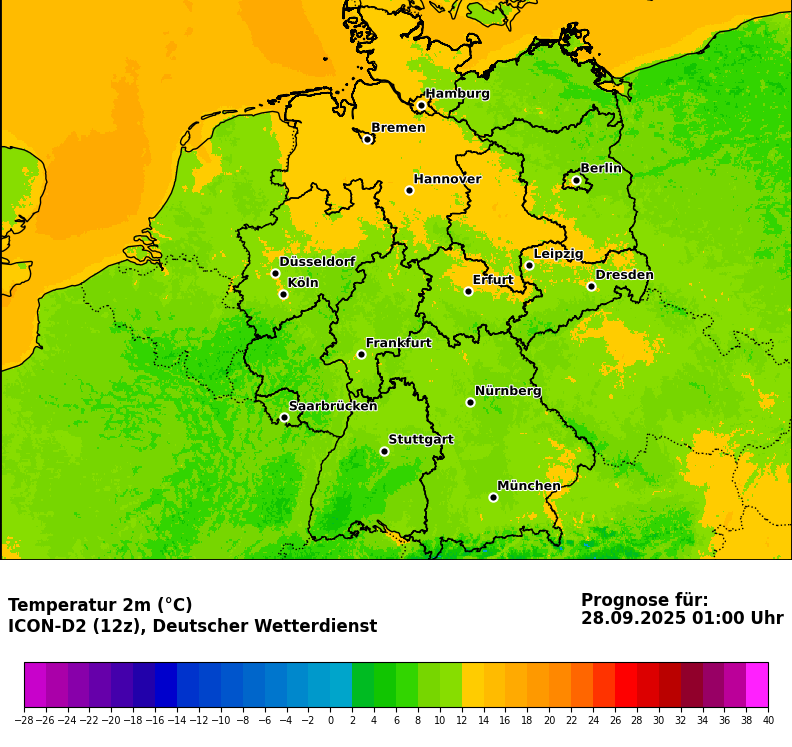 Hamburg
Bremen
Berlin
Hannover
Leipzig
Düsseldorf
Dresden
Erfurt
Köln
Frankfurt
Nürnberg
Saarbrücken
Stuttgart
München
Temperatur 2m (°C)
ICON-D2 (12z), Deutscher Wetterdienst
Prognose für:
28.09.2025 01:00 Uhr
−28 −26 −24 −22 −20 −18 −16 −14 −12 −10 −8 −6 −4 −2 0 2 4 6 8 10 12 14 16 18 20 22 24 26 28 30 32 34 36 38 40